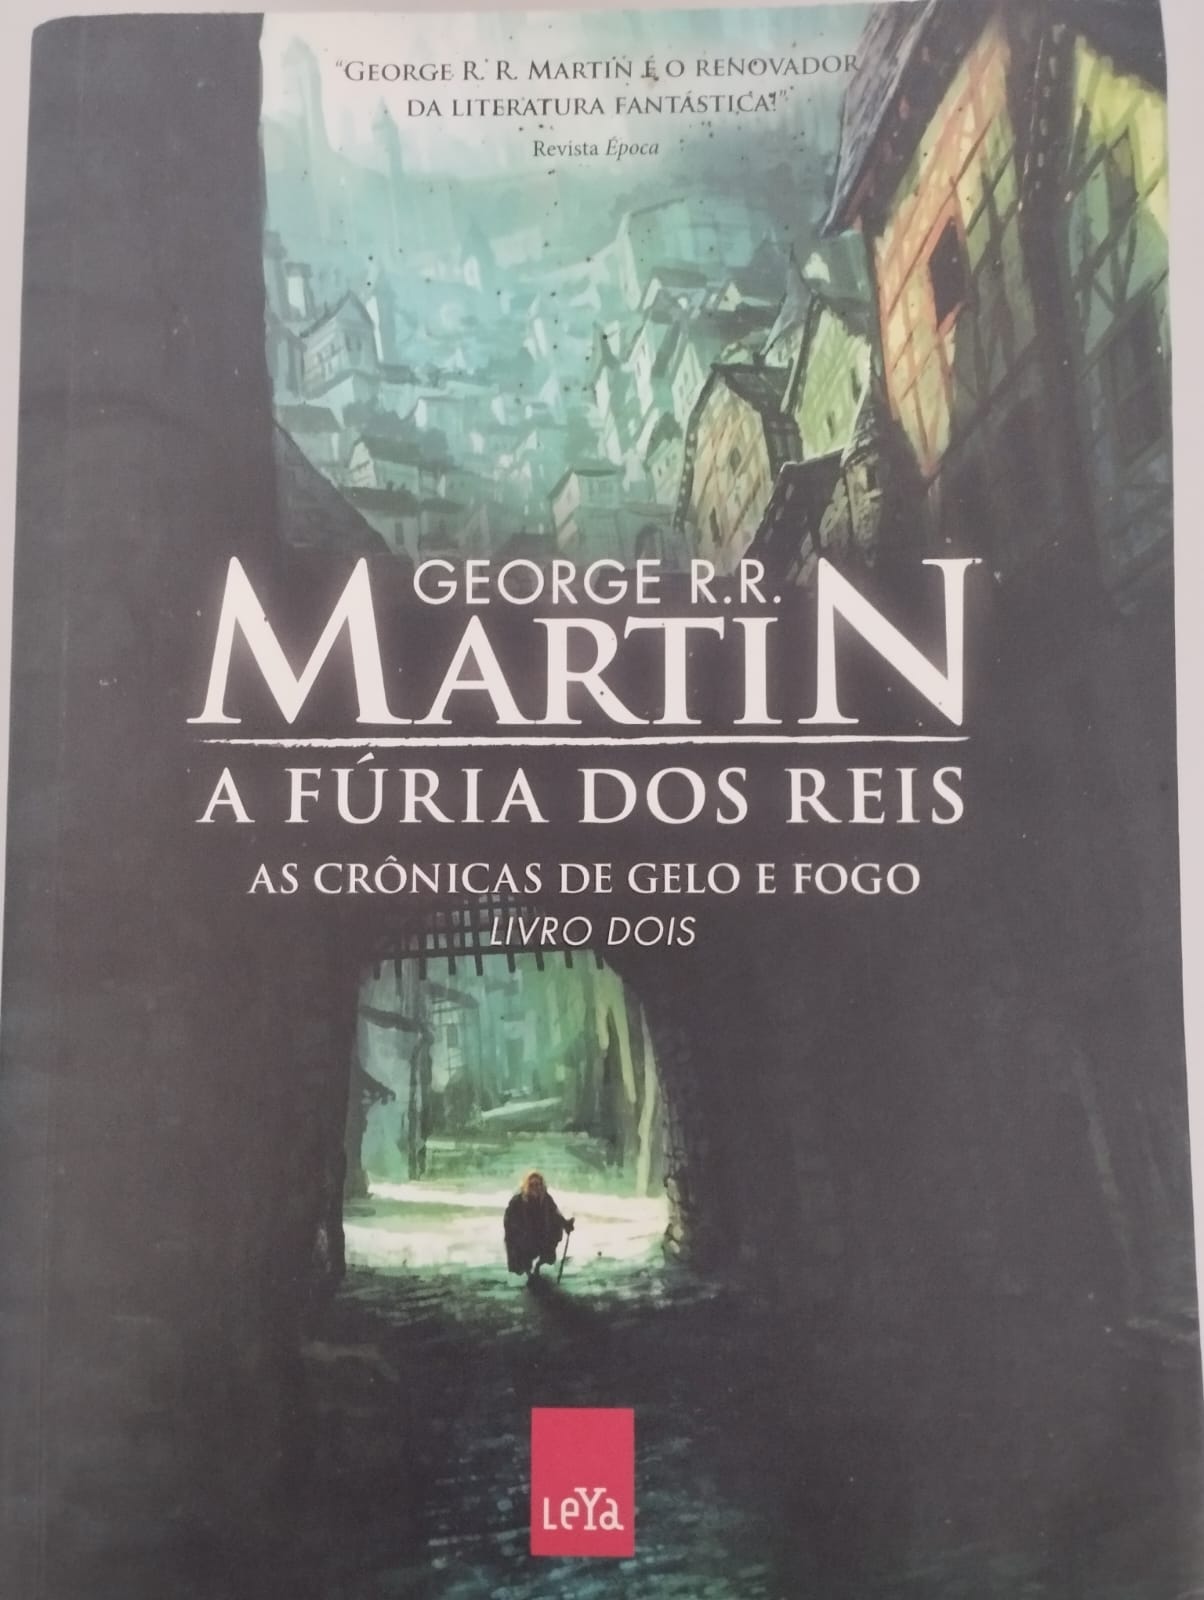 “GEORGE R. R. MARTIN É O RENOVADOR
DA LITERATURA FANTÁSTICA!”
Revista Época
GEORGE R.R.
MARTIN
A FÚRIA DOS REIS
AS CRÔNICAS DE GELO E FOGO
LIVRO DOIS
LeYa